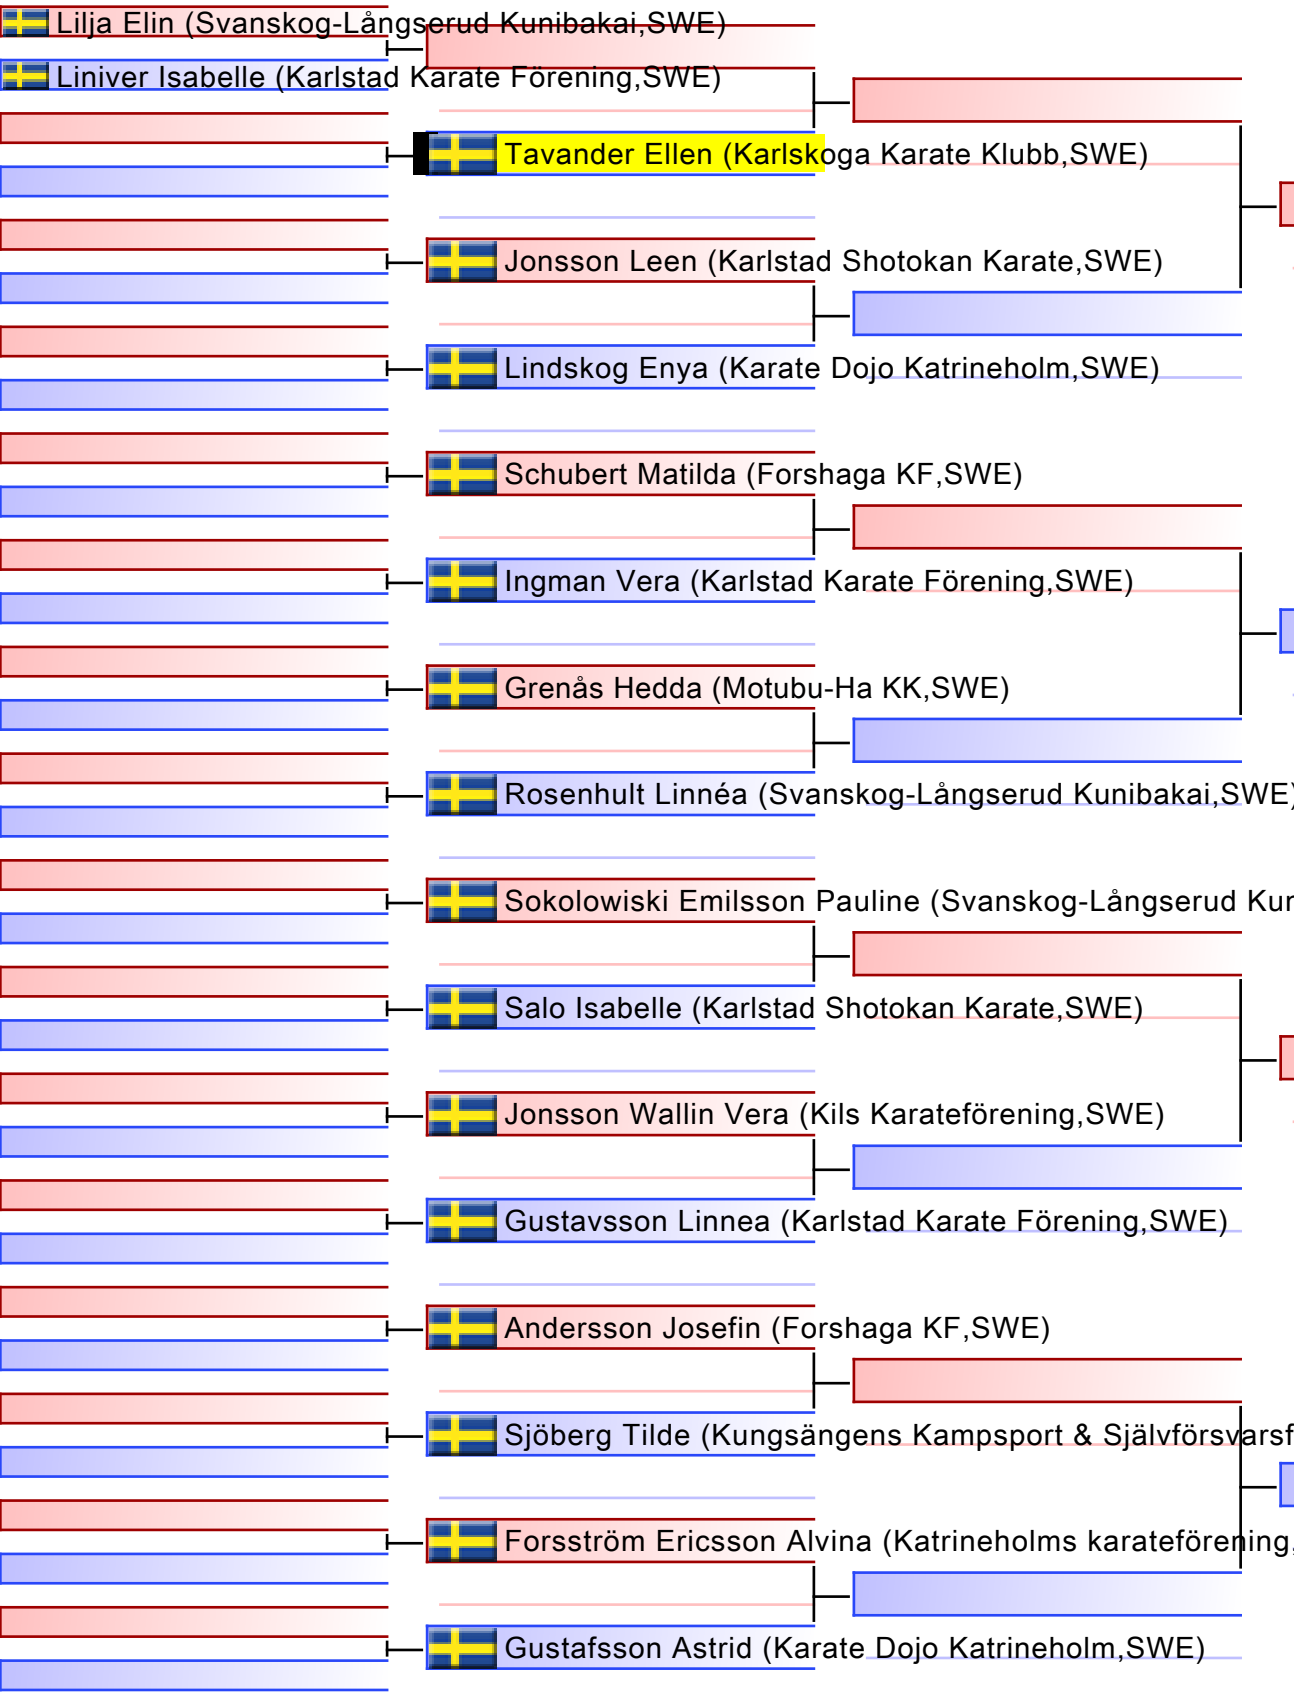 Lilja Elin (Svanskog-Långserud Kunibakai,SWE)
Liniver Isabelle (Karlstad Karate Förening,SWE)
Tavander Ellen (Karlskoga Karate Klubb,SWE)
Jonsson Leen (Karlstad Shotokan Karate,SWE)
Lindskog Enya (Karate Dojo Katrineholm,SWE)
Schubert Matilda (Forshaga KF,SWE)
Ingman Vera (Karlstad Karate Förening,SWE)
Grenås Hedda (Motubu-Ha KK,SWE)
Rosenhult Linnéa (Svanskog-Långserud Kunibakai,SWE)
Sokolowiski Emilsson Pauline (Svanskog-Långserud
Salo Isabelle (Karlstad Shotokan Karate,SWE)
Jonsson Wallin Vera (Kils Karateförening,SWE)
Gustavsson Linnea (Karlstad Karate Förening,SWE)
Andersson Josefin (Forshaga KF,SWE)
Sjöberg Tilde (Kungsängens Kampsport & Självförsvarsf
Forsström Ericsson Alvina (Katrineholms karateförening,
Gustafsson Astrid (Karate Dojo Katrineholm,SWE)